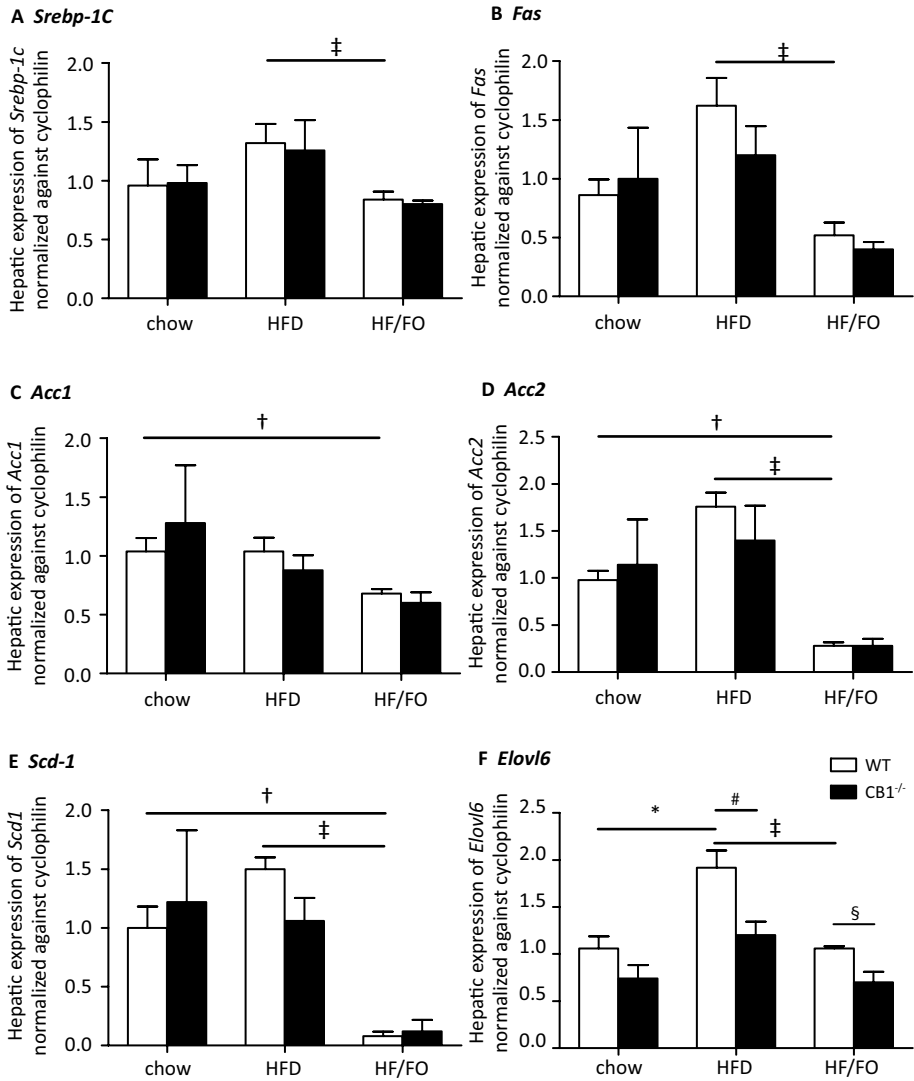 A Srebp-1C
‡
Hepatic expression of Srebp-1c
normalized against cyclophilin
2.0
1.5
1.0
0.5
0.0
chow HFD HF/FO
B Fas
‡
Hepatic expression of Fas
normalized against cyclophilin
2.0
1.5
1.0
0.5
0.0
chow HFD HF/FO
C Acc1
†
Hepatic expression of Acc1
normalized against cyclophilin
2.0
1.5
1.0
0.5
0.0
chow HFD HF/FO
D Acc2
†
‡
Hepatic expression of Acc2
normalized against cyclophilin
2.5
2.0
1.5
1.0
0.5
0.0
chow HFD HF/FO
E Scd-1
†
‡
Hepatic expression of Scd1
normalized against cyclophilin
2.0
1.5
1.0
0.5
0.0
chow HFD HF/FO
F Elovl6
WT
CB1-/-
* # ‡
§
Hepatic expression of Elovl6
normalized against cyclophilin
2.5
2.0
1.5
1.0
0.5
0.0
chow HFD HF/FO